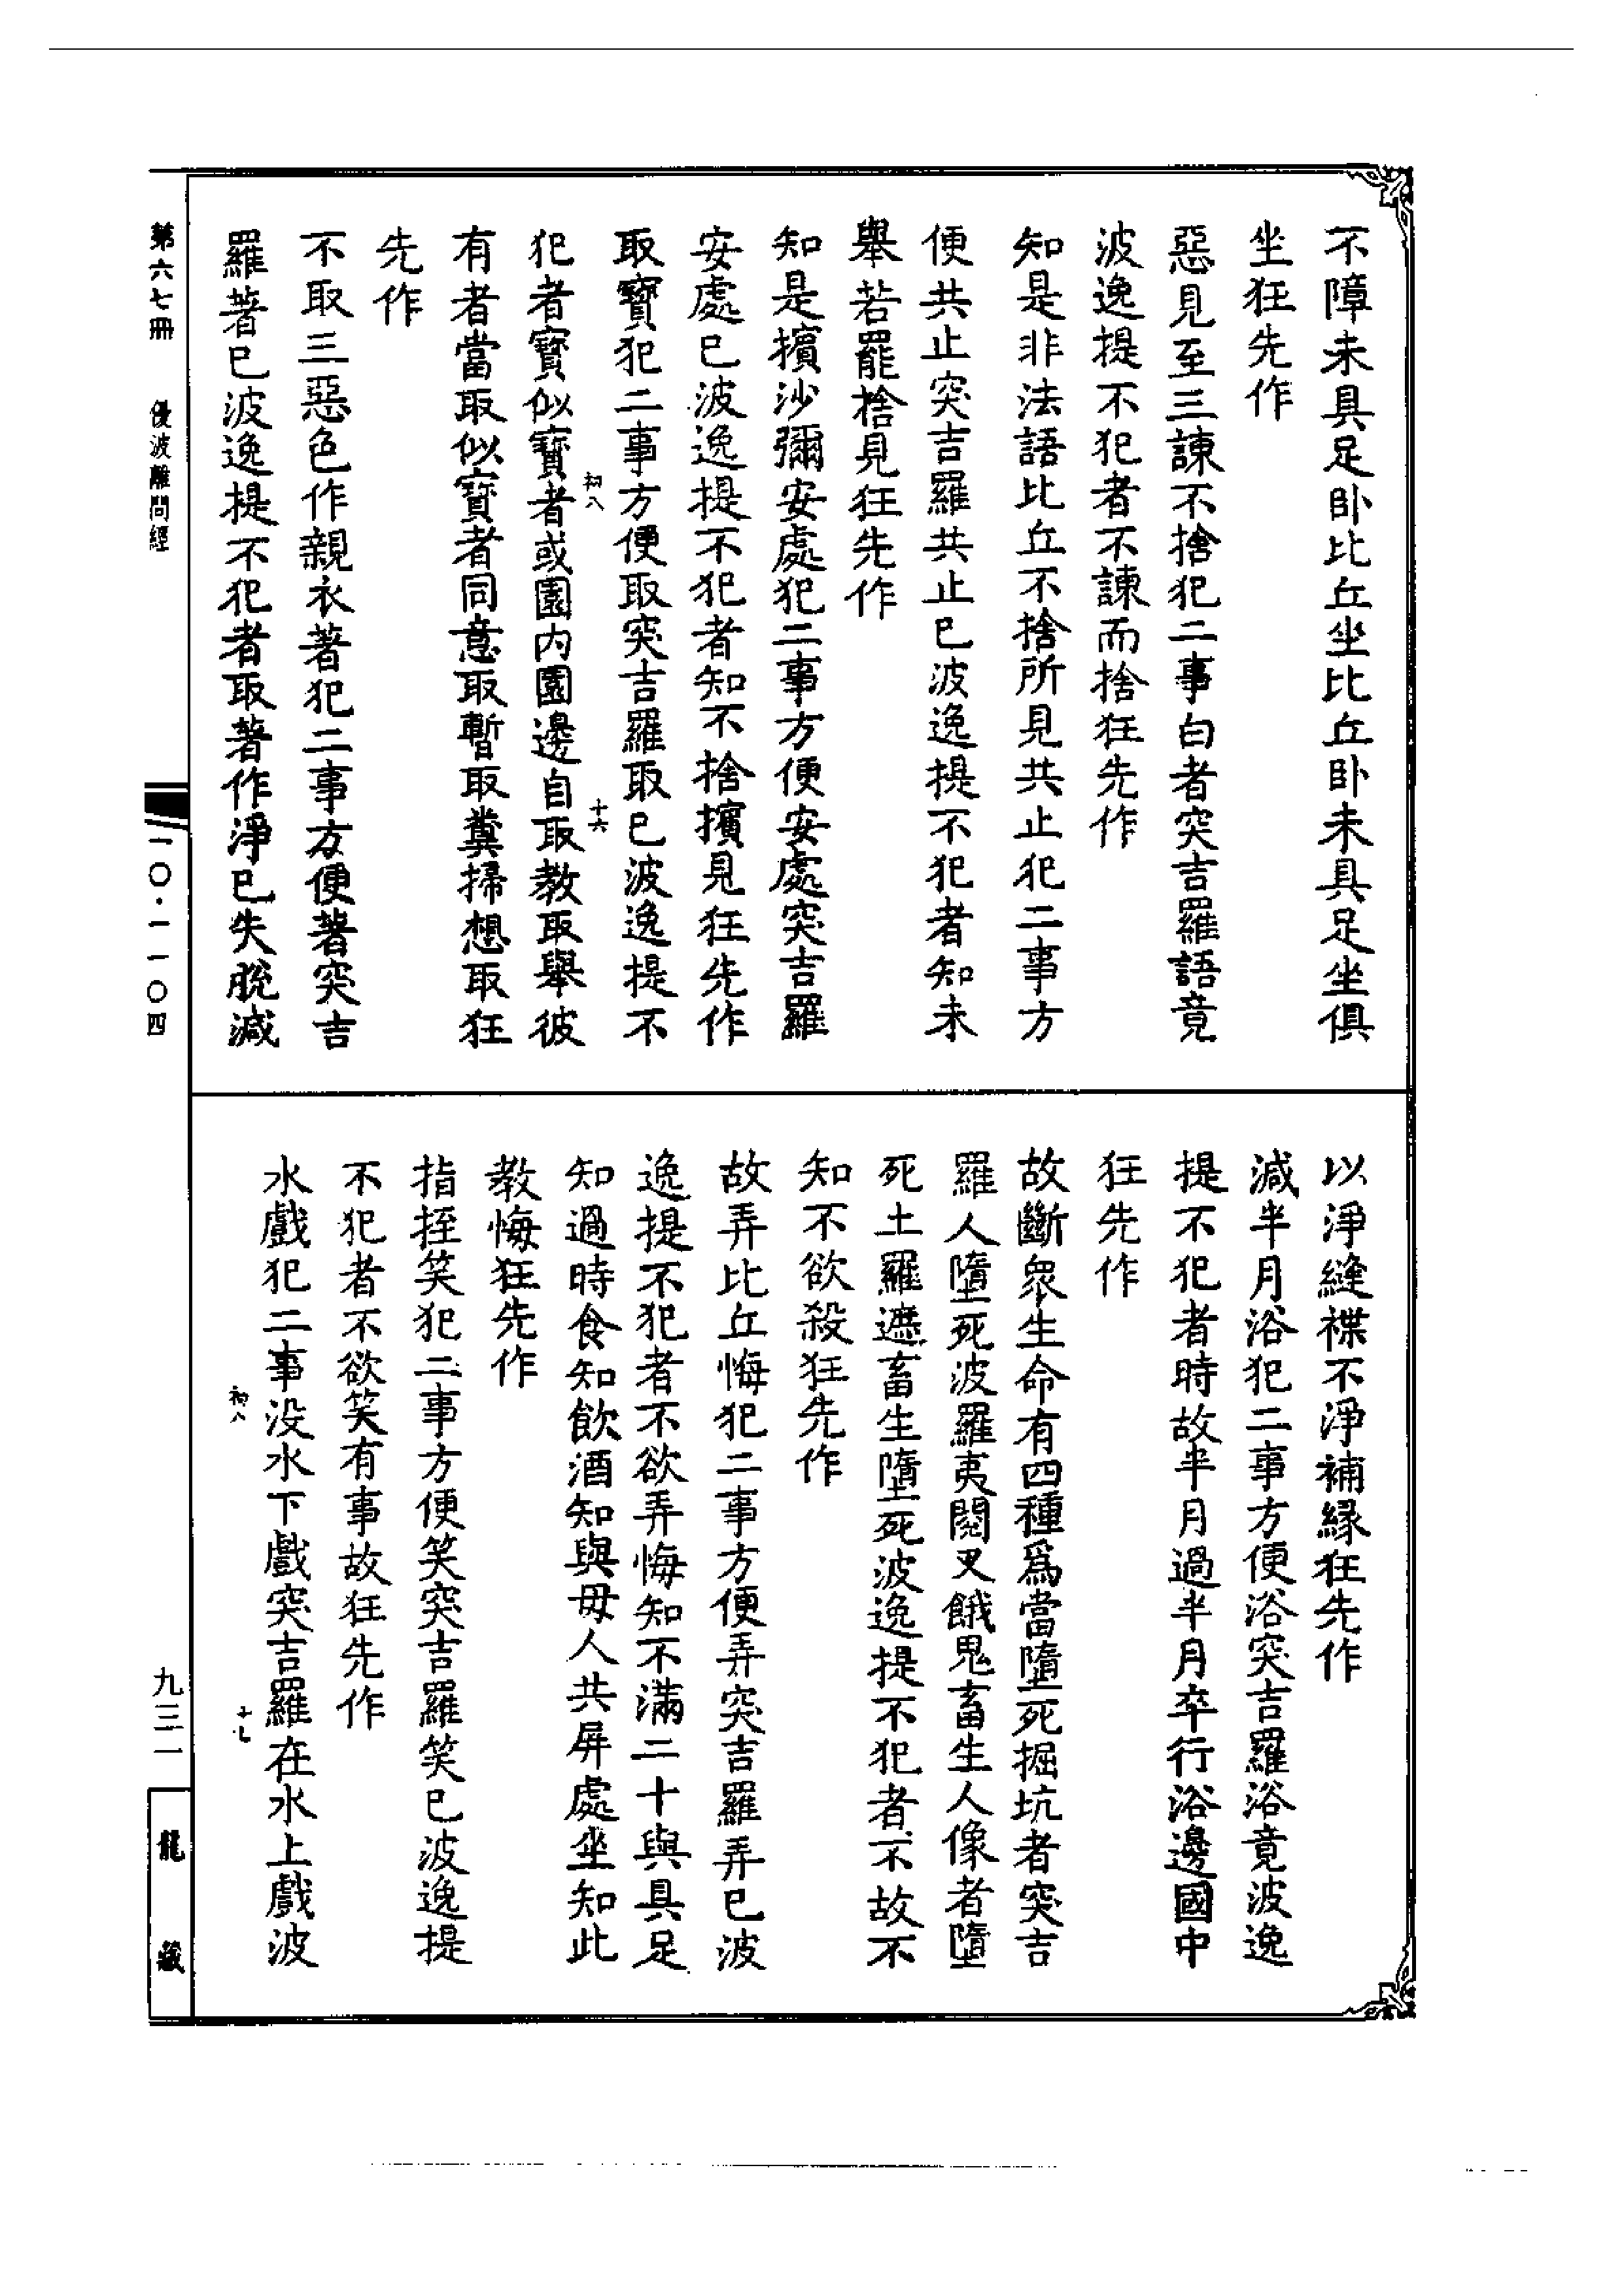 不障未具足卧比丘坐比丘卧未具足坐俱
坐狂先作
惡見至三諫不捨犯二事白者突吉羅語竟
波逸提不犯者不諫而捨狂先作
知是非法語比丘不捨所見共止犯二事方
便共止突吉羅共止已波逸提不犯者知未
舉若罷捨見狂先作
知是擯沙彌安處犯二事方便安處突吉羅
安處已波逸提不犯者知不捨擯見狂先作
取寶犯二事方便取突吉羅取已波逸提不
初八
十六
犯者寶似寶者或園内園邊自取教取舉彼
有者當取似寶者同意取暫取糞掃想取狂
先作
不取三惡色作親衣著犯二事方便著突吉
羅著已波逸提不犯者取著作淨已失脫減
以淨縫褋不淨補緣狂先作
減半月浴犯二事方便浴突吉羅浴竟波逸
提不犯者時故半月過半月卒行浴邊國中
狂先作
故斷眾生命有四種為當墮死掘坑者突吉
羅人墮死波羅夷閱叉餓鬼畜生人像者墮
死土羅遮畜生墮死波逸提不犯者不故不
知不欲殺狂先作
故弄比丘悔犯二事方便弄突吉羅弄已波
逸提不犯者不欲弄悔知不滿二十與具足
知過時食知飲酒知與毋人共屏處坐知此
教悔狂先作
指挃笑犯二事方便笑突吉羅笑已波逸提
不犯者不欲笑有事故狂先作
水戲犯二事没水下戲突吉羅在水上戲波
初八
十七
第六七冊 優波離問經
一〇·一一〇四
九三一
龍藏